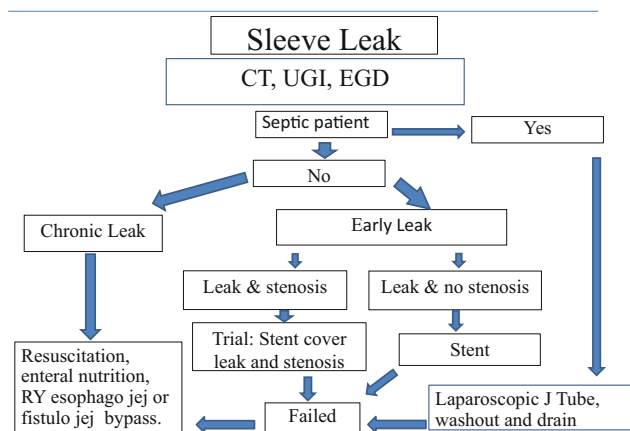 Sleeve Leak
CT, UGI, EGD
Septic patient
Yes
No
Chronic Leak
Early Leak
Leak & stenosis
Leak & no stenosis
Trial: Stent cover
leak and stenosis
Stent
Resuscitation,
enteral nutrition,
RY esophago jej or
fistulo jej bypass.
Failed
Laparoscopic J Tube,
washout and drain